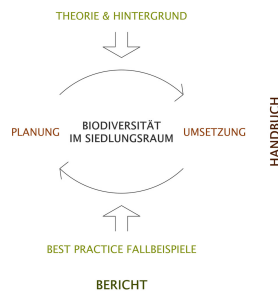 THEORIE & HINTERGRUND
PLANUNG
BIODIVERSITÄT
IM SIEDLUNGSRAUM
UMSETZUNG
HANDBUCH
BEST PRACTICE FALLBEISPIELE
BERICHT